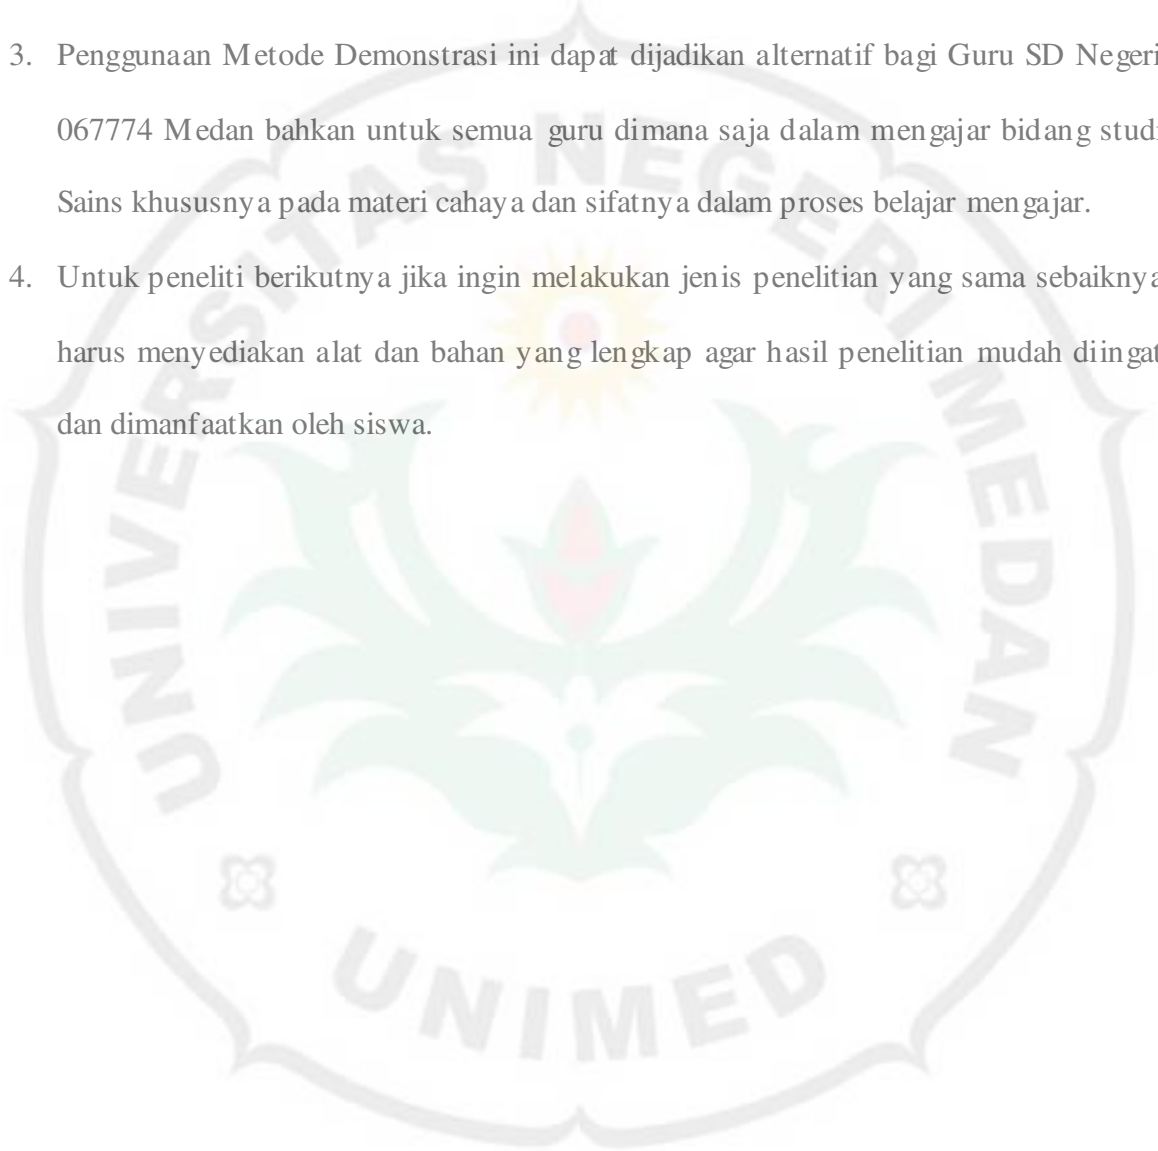 3. Penggunaan Metode Demonstrasi ini dapat dijadikan alternatif bagi Guru SD Negeri
067774 Medan bahkan untuk semua guru dimana saja dalam mengajar bidang studi
Sains khususnya pada materi cahaya dan sifatnya dalam proses belajar mengajar.
4. Untuk peneliti berikutnya jika ingin melakukan jenis penelitian yang sama sebaiknya
harus menyediakan alat dan bahan yang lengkap agar hasil penelitian mudah diingat
dan dimanfaatkan oleh siswa.
UNIVERSITAS NEGERI MEDAN
UNIMED